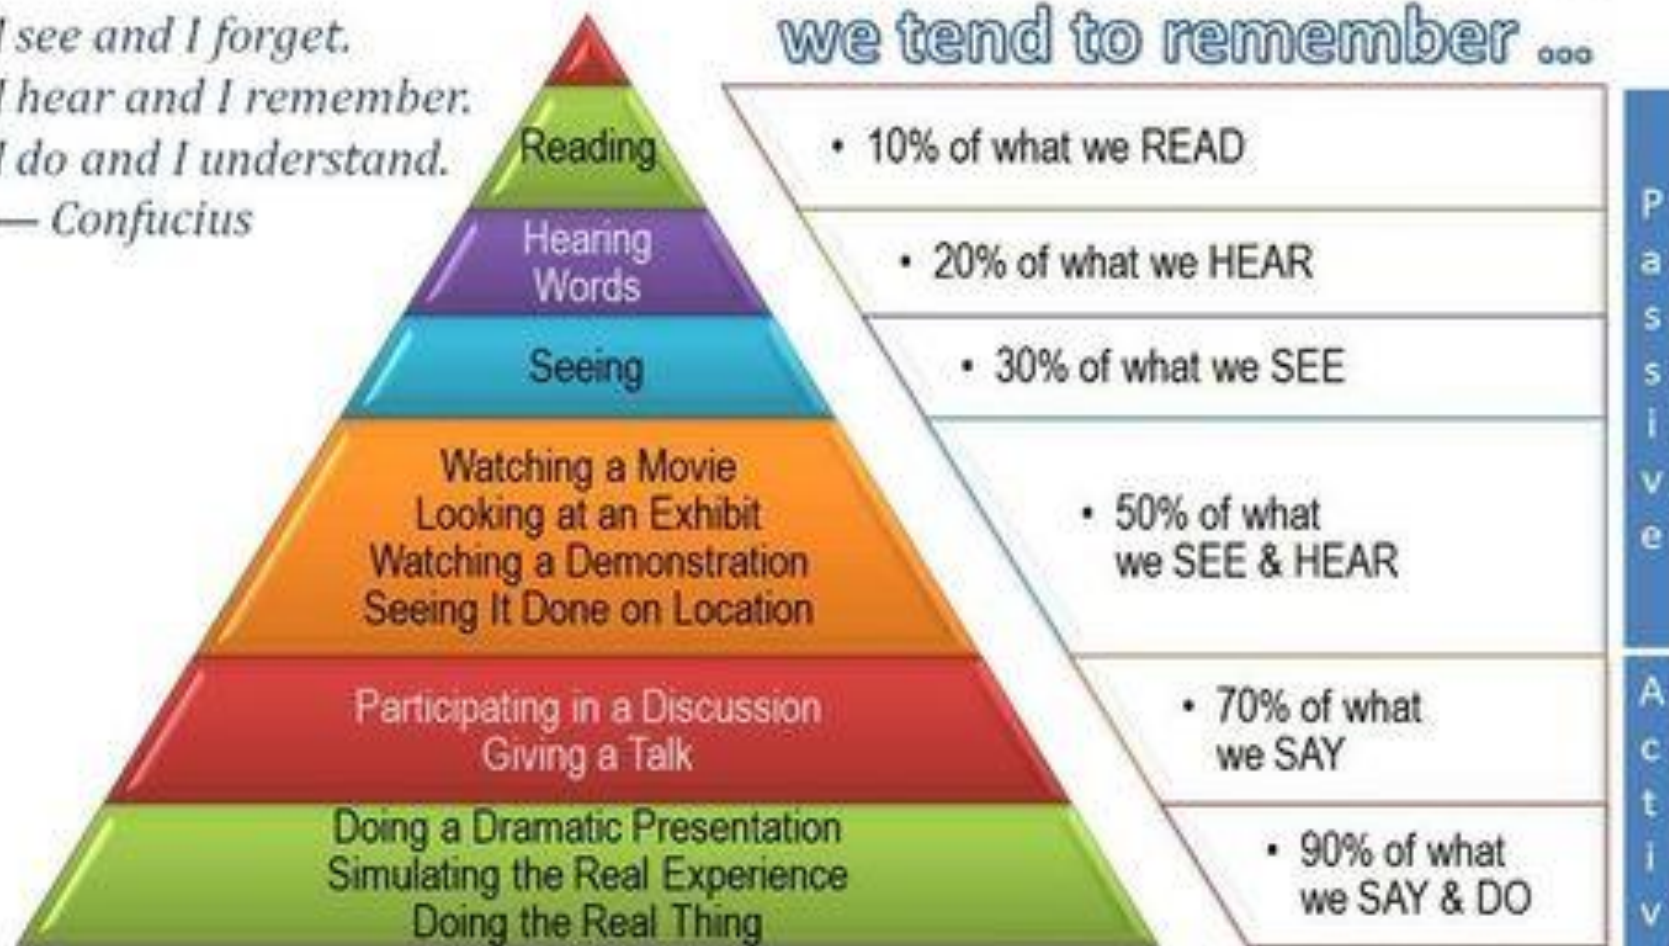 I see and I forget.
I hear and I remember.
I do and I understand.
— Confucius
we tend to remember ...
Reading
• 10% of what we READ
Hearing
Words
• 20% of what we HEAR
Seeing
• 30% of what we SEE
Watching a Movie
Looking at an Exhibit
Watching a Demonstration
Seeing It Done on Location
• 50% of what
we SEE & HEAR
Participating in a Discussion
Giving a Talk
• 70% of what
we SAY
Doing a Dramatic Presentation
Simulating the Real Experience
Doing the Real Thing
• 90% of what
we SAY & DO
Passive
Activ